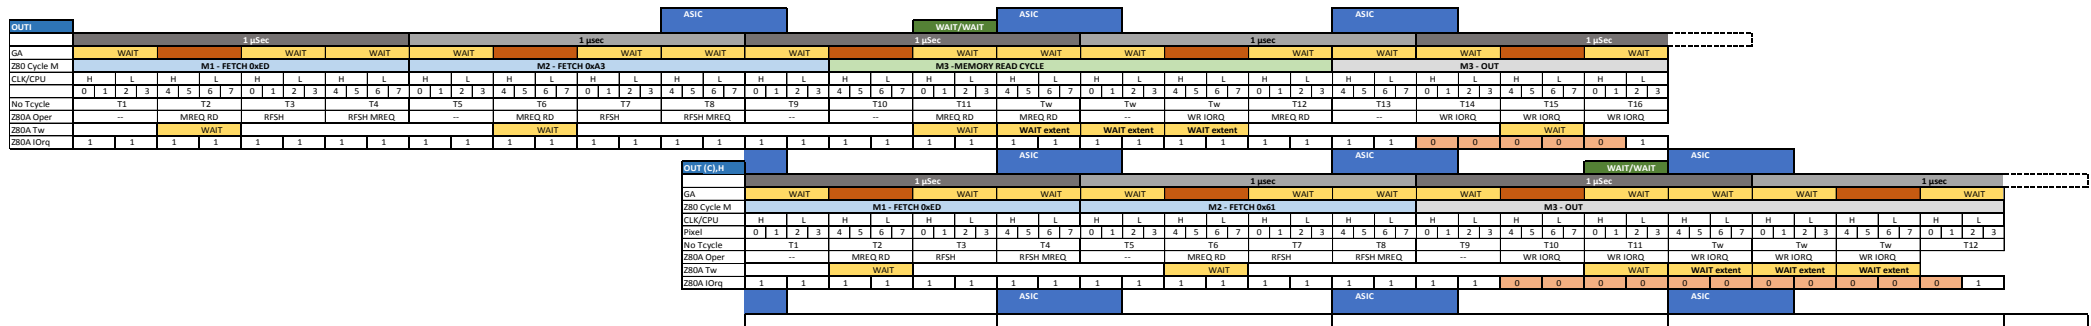 ASIC ASIC ASIC
OUTI WAIT/WAIT
1 µSec 1 µsec 1 µSec 1 µsec 1 µSec
GA WAIT WAIT WAIT WAIT WAIT WAIT WAIT WAIT WAIT WAIT WAIT WAIT WAIT WAIT
Z80 Cycle M M1 - FETCH 0xED M2 - FETCH 0xA3 M3 -MEMORY READ CYCLE M3 - OUT
CLK/CPU H L H L H L H L H L H L H L H L H L H L H L H L H L H L H L H L H L H L H L
0 1 2 3 4 5 6 7 0 1 2 3 4 5 6 7 0 1 2 3 4 5 6 7 0 1 2 3 4 5 6 7 0 1 2 3 4 5 6 7 0 1 2 3 4 5 6 7 0 1 2 3 4 5 6 7 0 1 2 3 4 5 6 7 0 1 2 3 4 5 6 7 0 1 2 3
No Tcycle T1 T2 T3 T4 T5 T6 T7 T8 T9 T10 T11 Tw Tw Tw T12 T13 T14 T15 T16
Z80A Oper -- MREQ RD RFSH RFSH MREQ -- MREQ RD RFSH RFSH MREQ -- -- MREQ RD MREQ RD -- WR IORQ MREQ RD -- WR IORQ WR IORQ WR IORQ
Z80A Tw WAIT WAIT WAIT WAIT extent WAIT extent WAIT extent WAIT
Z80A IOrq 1 1 1 1 1 1 1 1 1 1 1 1 1 1 1 1 1 1 1 1 1 1 1 1 1 1 1 1 1 1 1 1 0 0 0 0 0 1
ASIC ASIC ASIC
OUT (C),H WAIT/WAIT
1 µSec 1 µsec 1 µSec 1 µsec
GA WAIT WAIT WAIT WAIT WAIT WAIT WAIT WAIT WAIT WAIT WAIT
Z80 Cycle M M1 - FETCH 0xED M2 - FETCH 0x61 M3 - OUT
CLK/CPU H L H L H L H L H L H L H L H L H L H L H L H L H L H L H L
Pixel 0 1 2 3 4 5 6 7 0 1 2 3 4 5 6 7 0 1 2 3 4 5 6 7 0 1 2 3 4 5 6 7 0 1 2 3 4 5 6 7 0 1 2 3 4 5 6 7 0 1 2 3 4 5 6 7 0 1 2 3
No Tcycle T1 T2 T3 T4 T5 T6 T7 T8 T9 T10 T11 Tw Tw Tw T12
Z80A Oper -- MREQ RD RFSH RFSH MREQ -- MREQ RD RFSH RFSH MREQ -- WR IORQ WR IORQ WR IORQ WR IORQ WR IORQ
Z80A Tw WAIT WAIT WAIT WAIT extent WAIT extent WAIT extent
Z80A IOrq 1 1 1 1 1 1 1 1 1 1 1 1 1 1 1 1 1 1 0 0 0 0 0 0 0 0 0 0 0 1
ASIC ASIC ASIC